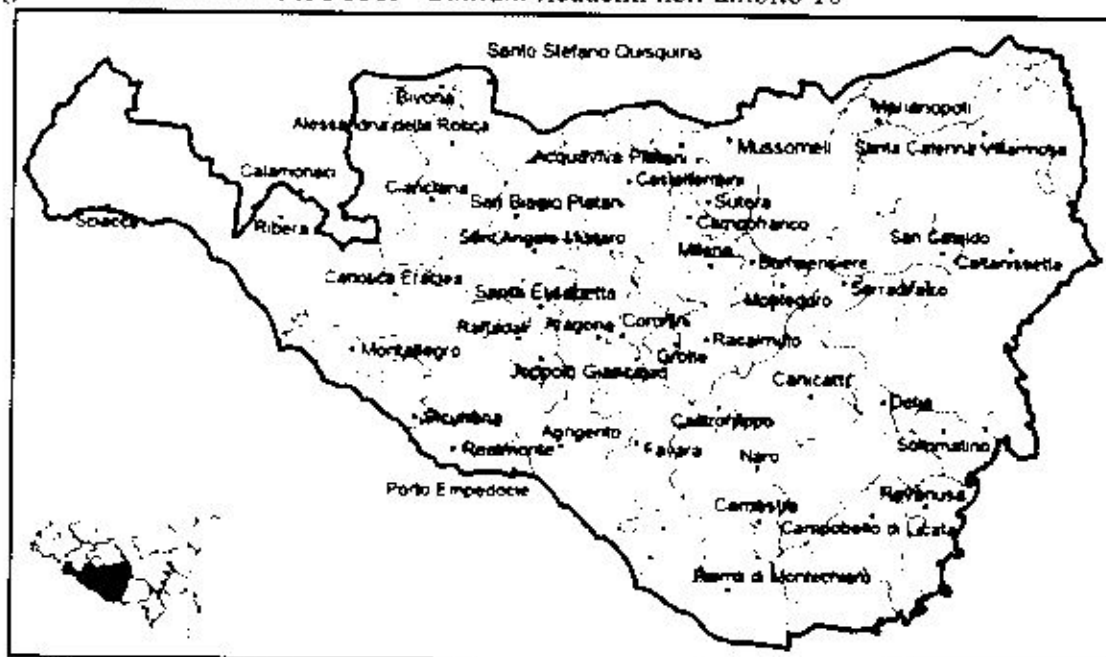 Santo Stefano Quisquina
Bivona
Marianopoli
Alessandria della Rocca
Mussomeli
Santa Caterina Villarmosa
Acquaviva Platani
Calamonaci
Casteltermini
Cianciana
Sutera
San Biagio Platani
Sciacca
Ribera
Campofranco
San Cataldo
Sant'Angelo Muxaro
Milena
Bompensiere
Caltanissetta
Cattolica Eraclea
Serradifalco
Santa Elisabetta
Montedoro
Raffadali
Aragona
Comitini
Racalmuto
Montallegro
Grotte
Joppolo Giancaxio
Canicattì
Delia
Siculiana
Castrofilippo
Agrigento
Sommatino
Realmonte
Favara
Naro
Porto Empedocle
Ravanusa
Camastra
Campobello di Licata
Palma di Montechiaro